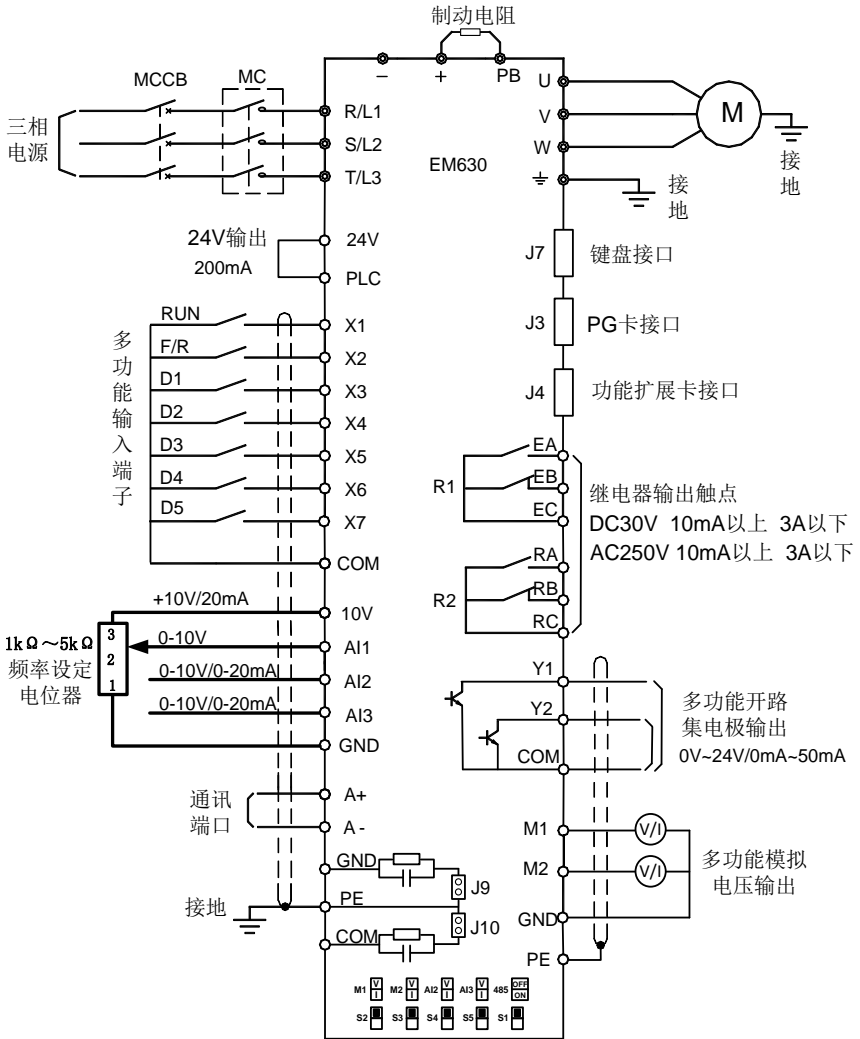 制动电阻
− + PB
MCCB MC
三相
电源
R/L1
S/L2
T/L3
EM630
U
V
W
M
接
地
接
地
24V输出
200mA
24V
PLC
J7 键盘接口
J3 PG卡接口
J4 功能扩展卡接口
多
功
能
输
入
端
子
RUN X1
F/R X2
D1 X3
D2 X4
D3 X5
D4 X6
D5 X7
COM
R1
EA
EB
EC
R2
RA
RB
RC
继电器输出触点
DC30V 10mA以上 3A以下
AC250V 10mA以上 3A以下
+10V/20mA 10V
1kΩ～5kΩ
频率设定
电位器
3
2
1
0-10V AI1
0-10V/0-20mA AI2
0-10V/0-20mA AI3
GND
Y1
Y2
COM
多功能开路
集电极输出
0V~24V/0mA~50mA
通讯
端口
A+
A -
M1 V/I
M2 V/I
GND
PE
多功能模拟
电压输出
GND
J9
接地 PE
J10
COM
M1 V I M2 V I AI2 V I AI3 V I 485 OFF ON
S2 S3 S4 S5 S1